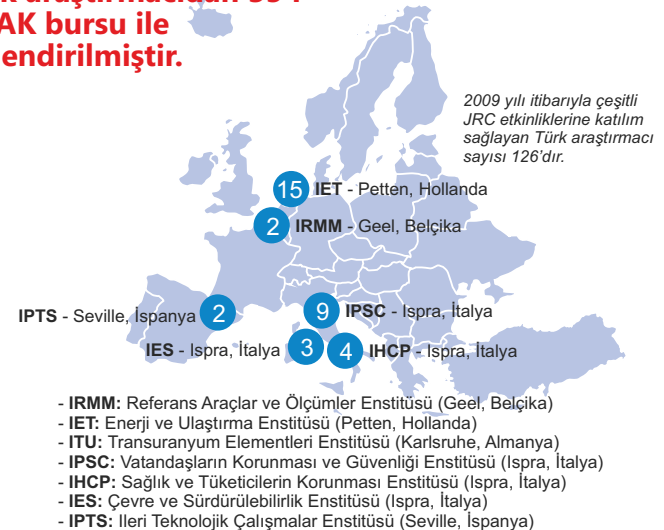 AK bursu ile
endirilmiştir.
2009 yılı itibarıyla çeşitli
JRC etkinliklerine katılım
sağlayan Türk araştırmacı
sayısı 126’dır.
15 IET - Petten, Hollanda
2 IRMM - Geel, Belçika
IPTS - Seville, İspanya 2
9 IPSC - Ispra, İtalya
IES - Ispra, İtalya 3
4 IHCP - Ispra, İtalya
- IRMM: Referans Araçlar ve Ölçümler Enstitüsü (Geel, Belçika)
- IET: Enerji ve Ulaştırma Enstitüsü (Petten, Hollanda)
- ITU: Transuranyum Elementleri Enstitüsü (Karlsruhe, Almanya)
- IPSC: Vatandaşların Korunması ve Güvenliği Enstitüsü (Ispra, İtalya)
- IHCP: Sağlık ve Tüketicilerin Korunması Enstitüsü (Ispra, İtalya)
- IES: Çevre ve Sürdürülebilirlik Enstitüsü (Ispra, İtalya)
- IPTS: Ileri Teknolojik Çalışmalar Enstitüsü (Seville, İspanya)